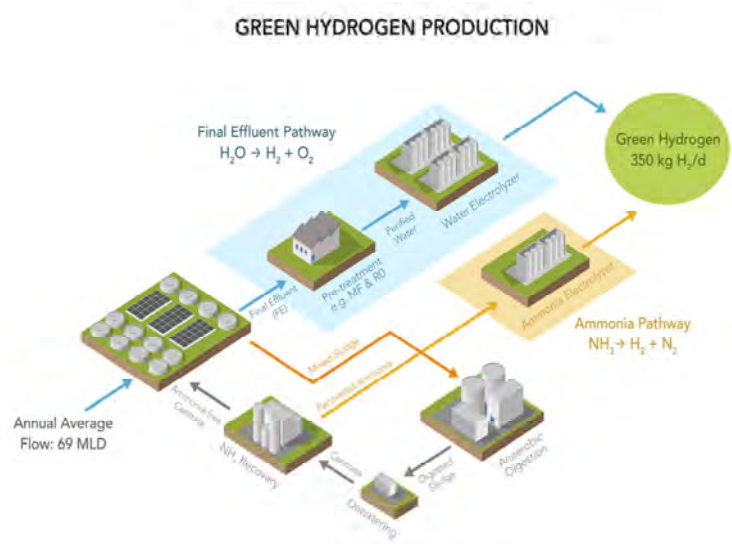 GREEN HYDROGEN PRODUCTION
Final Effluent Pathway
H₂O → H₂ + O₂
Green Hydrogen
350 kg H₂/d
Water Electrolyzer
Purified
Water
Pre-treatment
e.g. MF & RO
Final Effluent
(FE)
Ammonia Electrolyzer
Ammonia Pathway
NH₃→ H₂ + N₂
Mixed Sludge
Recovered Ammonia
Annual Average
Flow: 69 MLD
Ammonia-free
Centrate
NH₃ Recovery
Centrate
Dewatering
Digested
Sludge
Anaerobic
Digestion